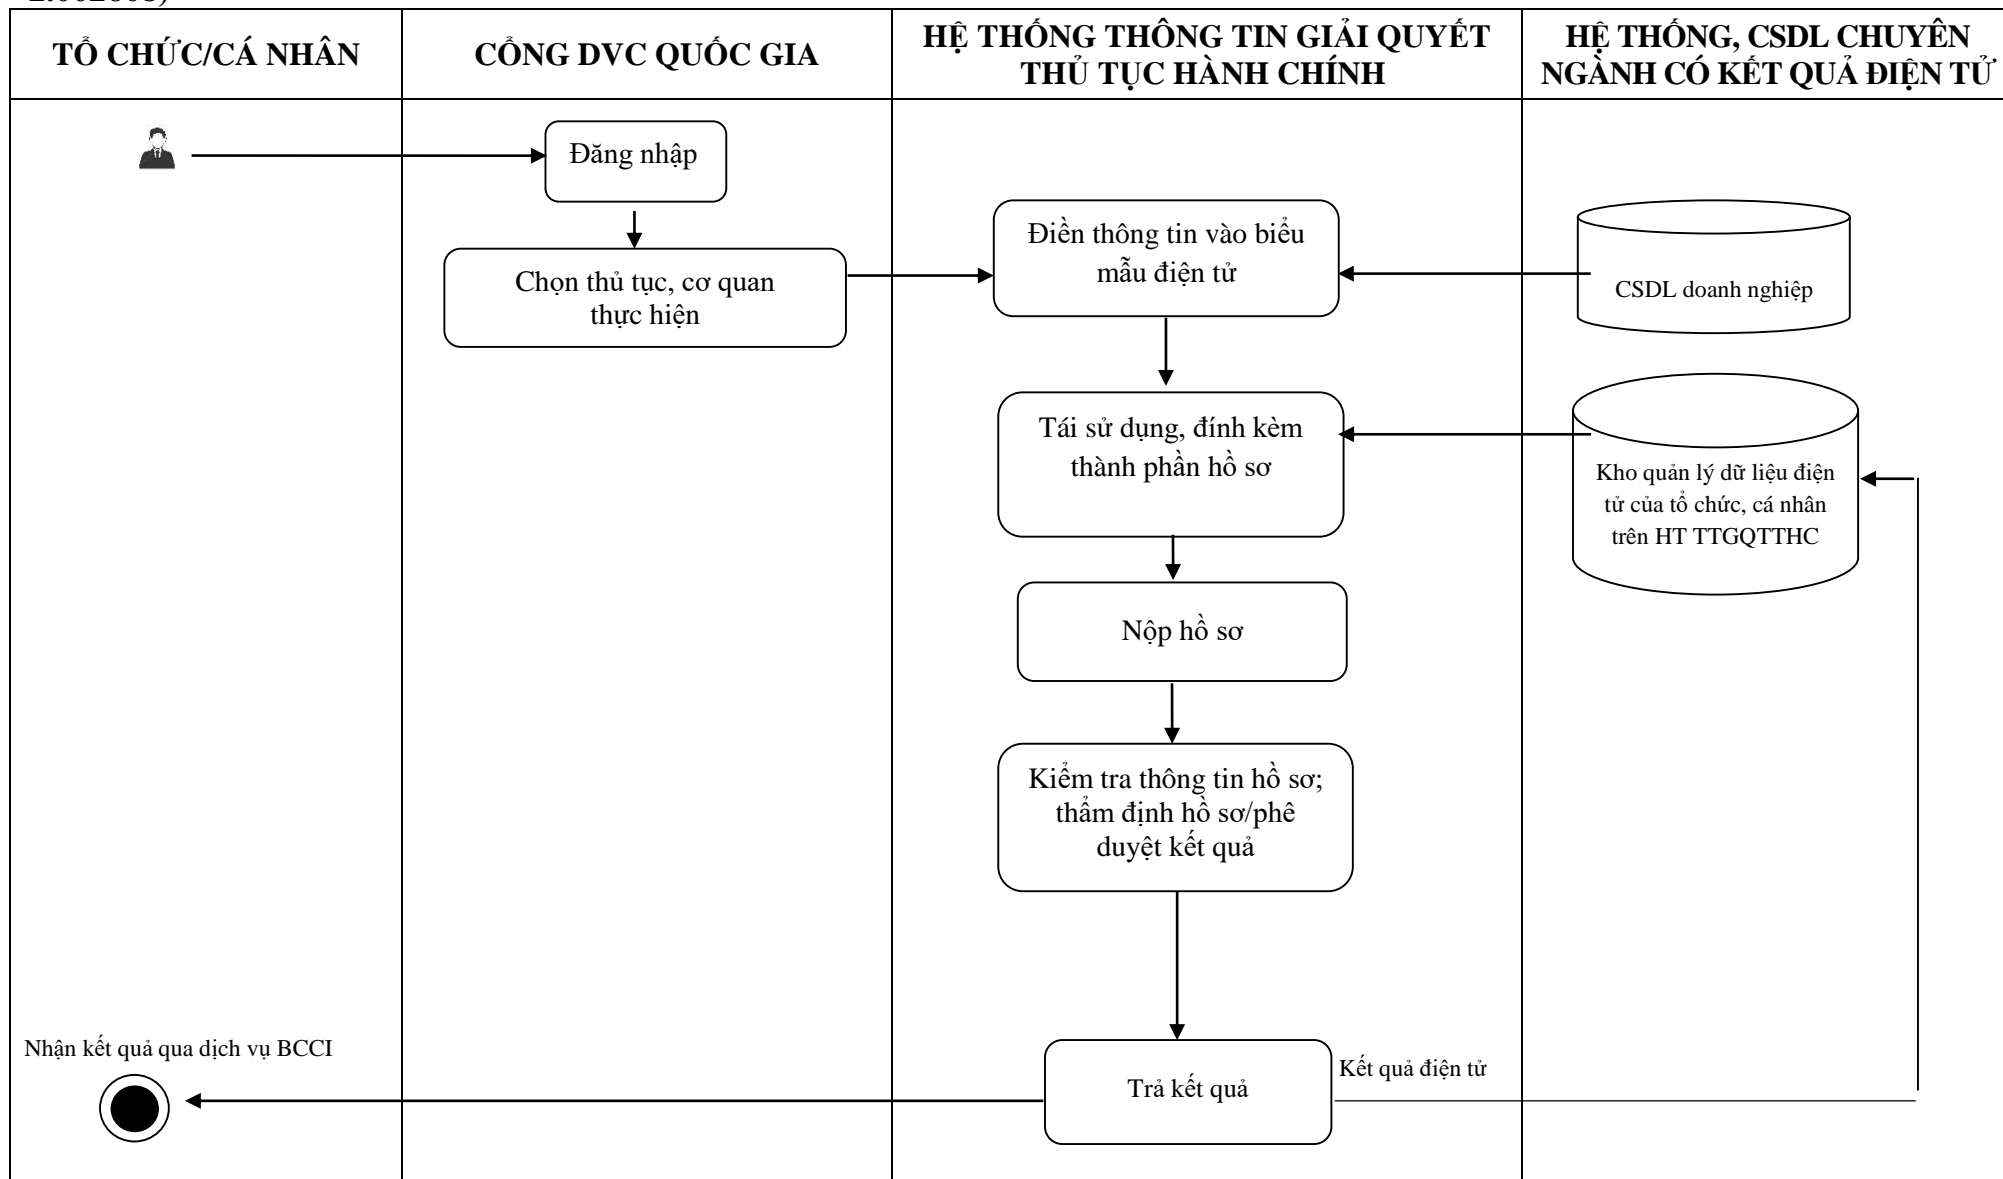 TỔ CHỨC/CÁ NHÂN
CỔNG DVC QUỐC GIA
HỆ THỐNG THÔNG TIN GIẢI QUYẾT
THỦ TỤC HÀNH CHÍNH
HỆ THỐNG, CSDL CHUYÊN
NGÀNH CÓ KẾT QUẢ ĐIỆN TỬ
Đăng nhập
Chọn thủ tục, cơ quan
thực hiện
Điền thông tin vào biểu
mẫu điện tử
CSDL doanh nghiệp
Tái sử dụng, đính kèm
thành phần hồ sơ
Kho quản lý dữ liệu điện
tử của tổ chức, cá nhân
trên HT TTGQTTHC
Nộp hồ sơ
Kiểm tra thông tin hồ sơ;
thẩm định hồ sơ/phê
duyệt kết quả
Nhận kết quả qua dịch vụ BCCI
Trả kết quả
Kết quả điện tử